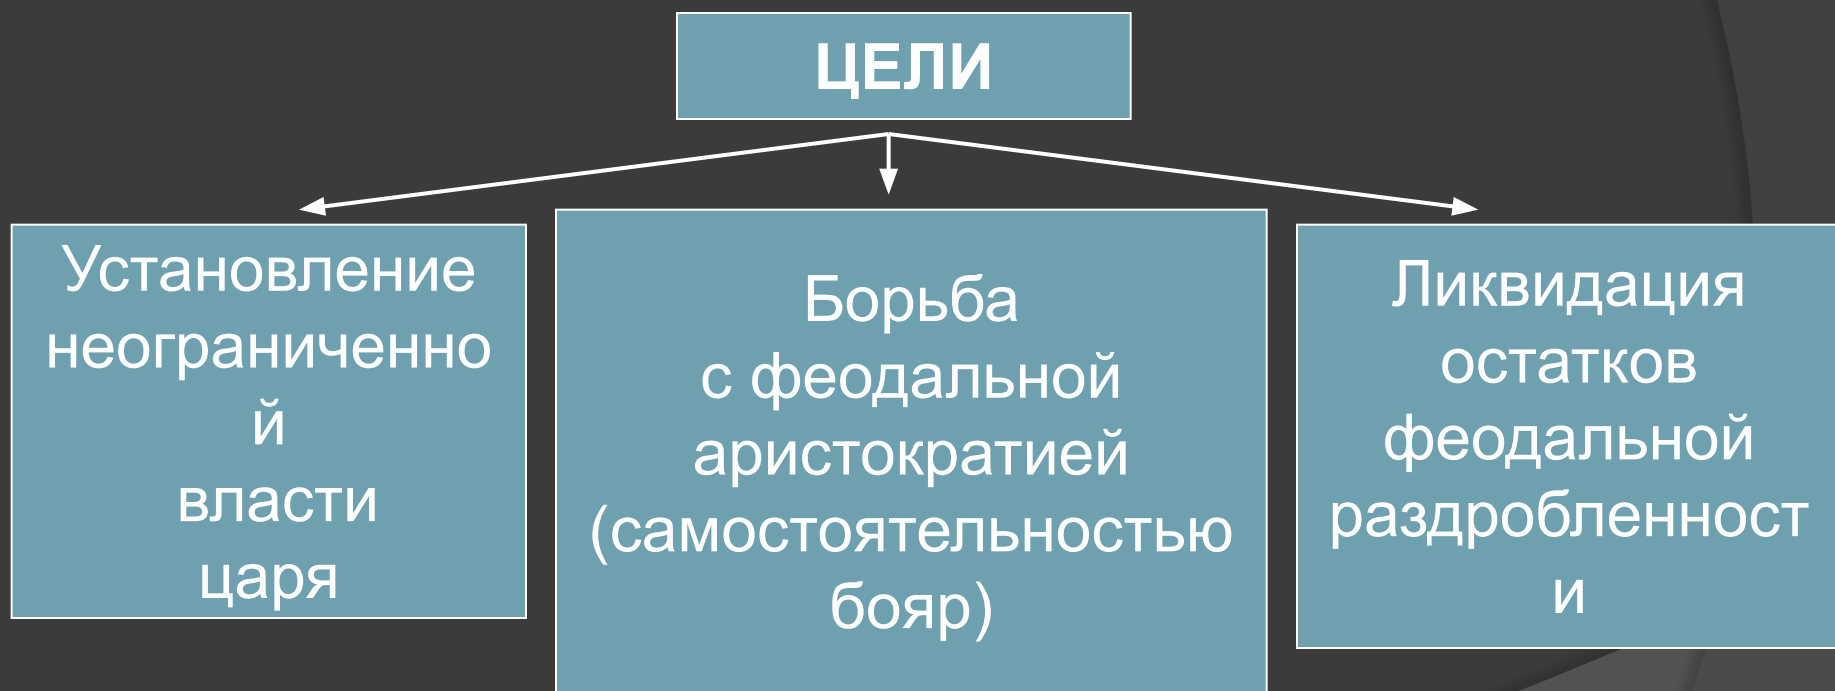 ЦЕЛИ
Установление
неограниченно
й
власти
царя
Борьба
с феодальной
аристократией
(самостоятельностью
бояр)
Ликвидация
остатков
феодальной
раздробленност
и